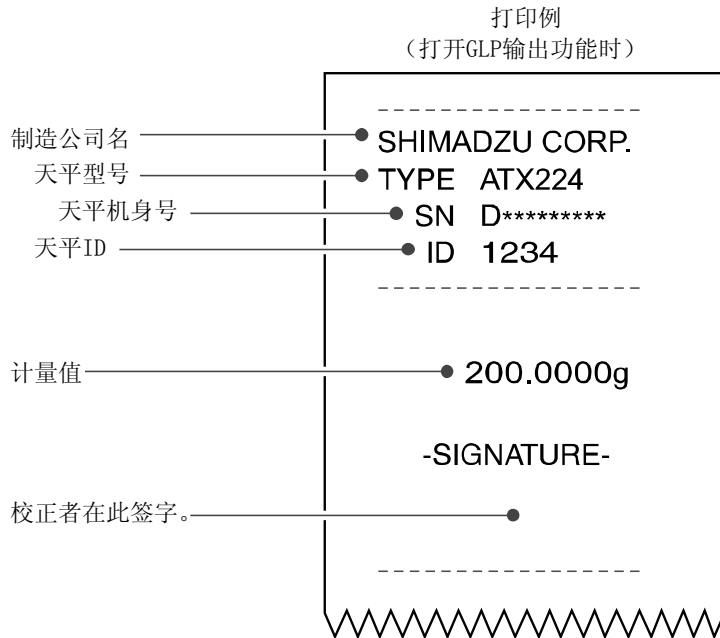 打印例
（打开GLP输出功能时）
制造公司名
SHIMADZU CORP.
天平型号
TYPE ATX224
天平机身号
SN D*********
天平ID
ID 1234
计量值
200.0000g
-SIGNATURE-
校正者在此签字。